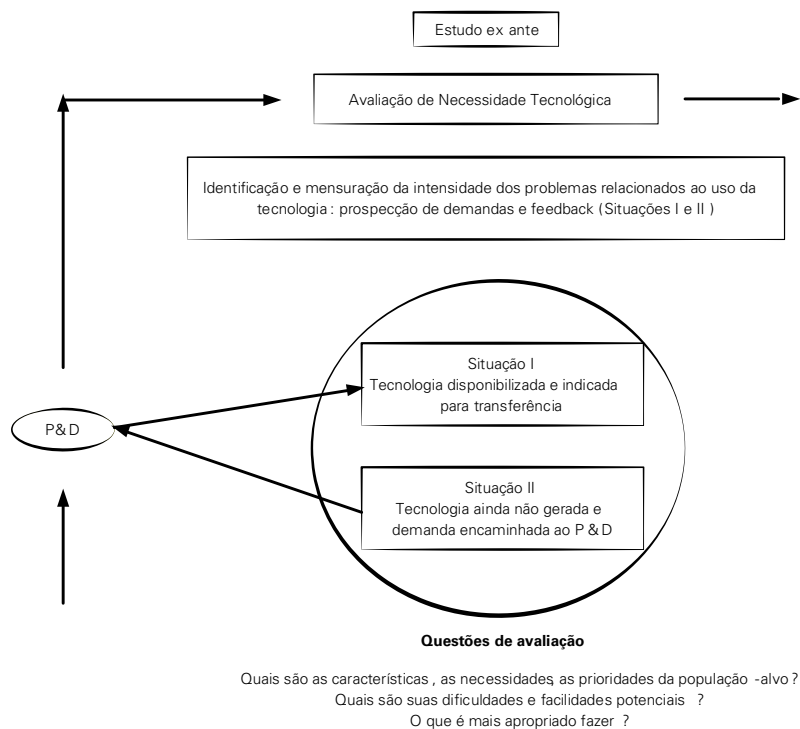 Estudo ex ante
Avaliação de Necessidade Tecnológica
Identificação e mensuração da intensidade dos problemas relacionados ao uso da
tecnologia : prospecção de demandas e feedback (Situações I e II )
Situação I
Tecnologia disponibilizada e indicada
para transferência
P&D
Situação II
Tecnologia ainda não gerada e
demanda encaminhada ao P &D
Questões de avaliação
Quais são as características , as necessidades, as prioridades da população -alvo ?
Quais são suas dificuldades e facilidades potenciais ?
O que é mais apropriado fazer ?